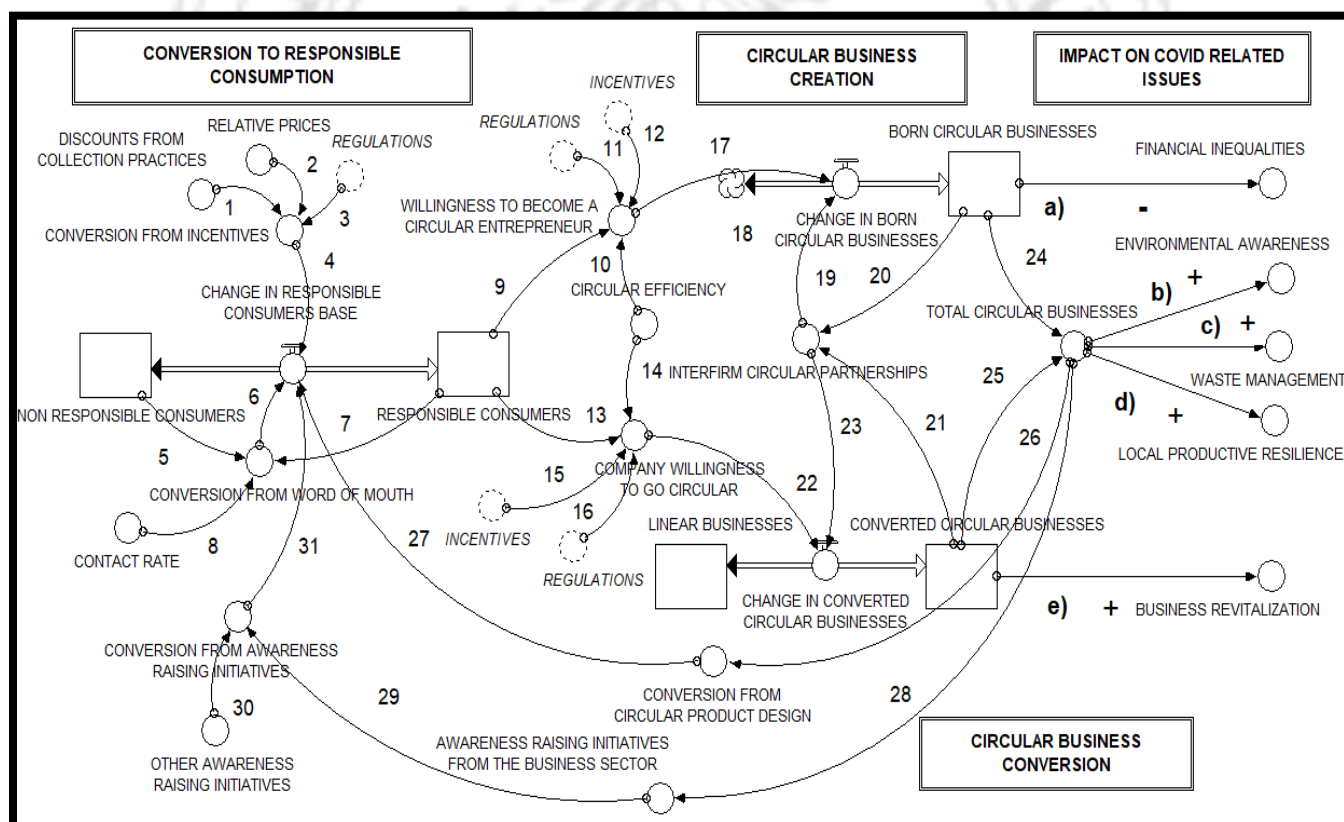 CONVERSION TO RESPONSIBLE
CONSUMPTION
CIRCULAR BUSINESS
CREATION
IMPACT ON COVID RELATED
ISSUES
DISCOUNTS FROM
COLLECTION PRACTICES
RELATIVE PRICES
REGULATIONS
1
2
3
CONVERSION FROM INCENTIVES
4
CHANGE IN RESPONSIBLE
CONSUMERS BASE
NON RESPONSIBLE CONSUMERS
RESPONSIBLE CONSUMERS
5
6
7
CONVERSION FROM WORD OF MOUTH
8
CONTACT RATE
31
CONVERSION FROM AWARENESS
RAISING INITIATIVES
30
OTHER AWARENESS
RAISING INITIATIVES
INCENTIVES
REGULATIONS
11
12
WILLINGNESS TO BECOME A
CIRCULAR ENTREPRENEUR
9
10
CIRCULAR EFFICIENCY
14
13
15
16
COMPANY WILLINGNESS
TO GO CIRCULAR
INCENTIVES
REGULATIONS
17
18
CHANGE IN BORN
CIRCULAR BUSINESSES
BORN CIRCULAR BUSINESSES
19
20
INTERFIRM CIRCULAR PARTNERSHIPS
21
22
23
LINEAR BUSINESSES
CONVERTED CIRCULAR BUSINESSES
CHANGE IN CONVERTED
CIRCULAR BUSINESSES
24
TOTAL CIRCULAR BUSINESSES
25
26
27
CONVERSION FROM
CIRCULAR PRODUCT DESIGN
28
29
AWARENESS RAISING INITIATIVES
FROM THE BUSINESS SECTOR
a)
-
FINANCIAL INEQUALITIES
ENVIRONMENTAL AWARENESS
b)
+
c)
+
WASTE MANAGEMENT
d)
+
LOCAL PRODUCTIVE RESILIENCE
e)
+
BUSINESS REVITALIZATION
CIRCULAR BUSINESS
CONVERSION